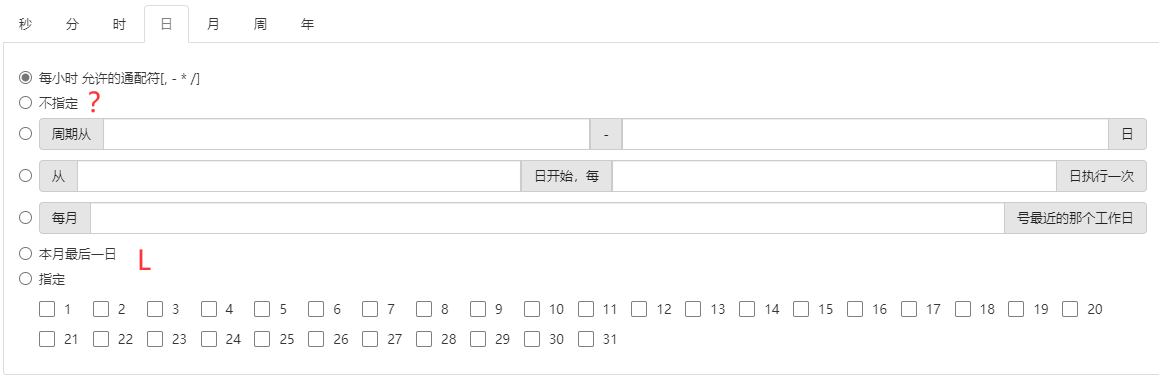 秒 分 时 日 月 周 年
每小时 允许的通配符[, - * /]
不指定 ?
周期从 - 日
从 日开始，每 日执行一次
每月 号最近的那个工作日
本月最后一日 L
指定
1 2 3 4 5 6 7 8 9 10 11 12 13 14 15 16 17 18 19 20
21 22 23 24 25 26 27 28 29 30 31